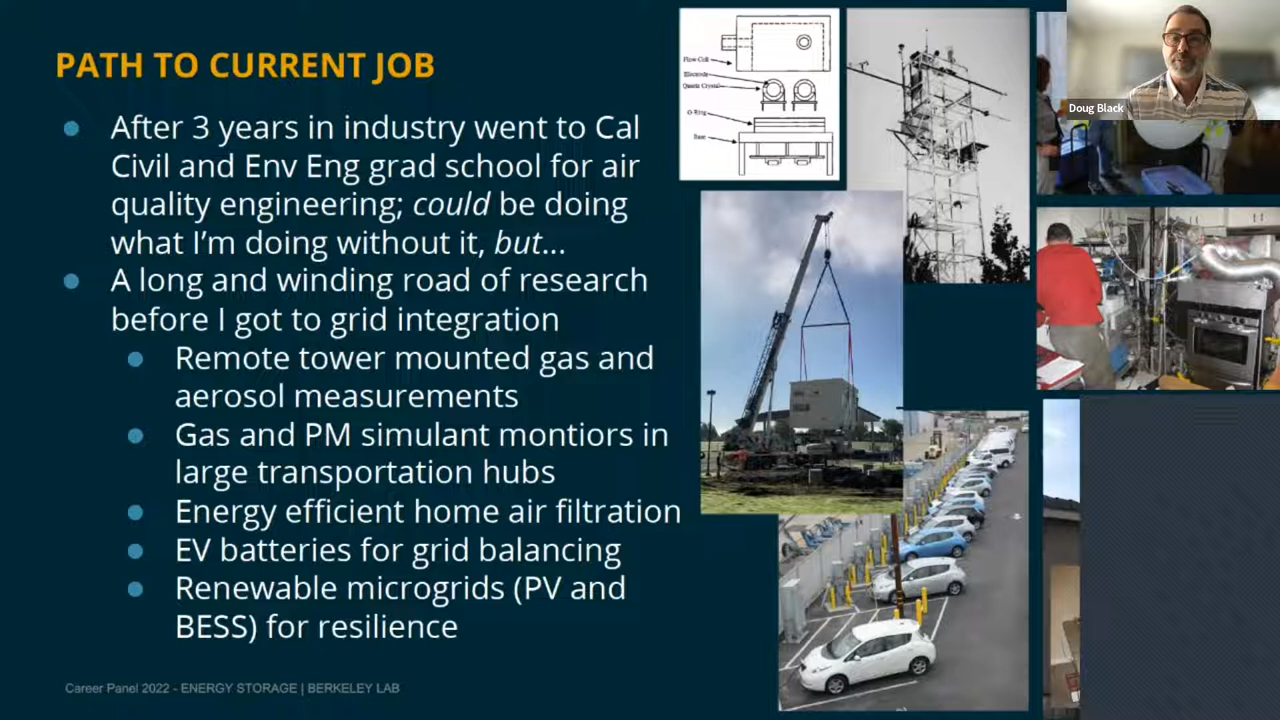 PATH TO CURRENT JOB
After 3 years in industry went to Cal
Civil and Env Eng grad school for air
quality engineering; could be doing
what I'm doing without it, but...
A long and winding road of research
before I got to grid integration
Remote tower mounted gas and
aerosol measurements
Gas and PM simulant montiors in
large transportation hubs
Energy efficient home air filtration
EV batteries for grid balancing
Renewable microgrids (PV and
BESS) for resilience
Career Panel 2022 - ENERGY STORAGE | BERKELEY LAB
Flow Cell
Electrode
Quartz Crystal
O-Ring
Base
Doug Black